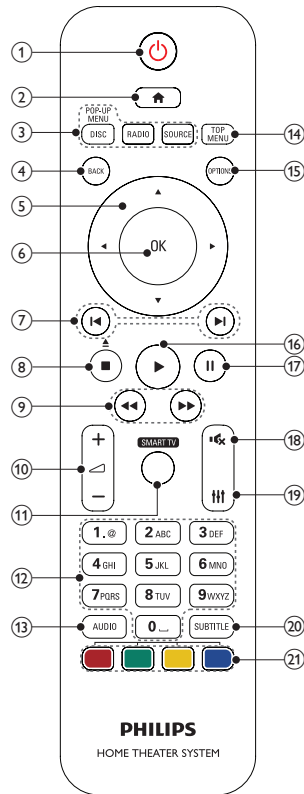 1
2
POP-UP
MENU
3 DISC RADIO SOURCE TOP
MENU 14
4 BACK OPTIONS 15
5
6 OK
7
16
8 17
9
SMART TV 18
10 + −
11 19
12
1.@ 2 ABC 3 DEF
4 GHI 5 JKL 6 MNO
7 PQRS 8 TUV 9 WXYZ
13 AUDIO 0 SUBTITLE 20
21
PHILIPS
HOME THEATER SYSTEM